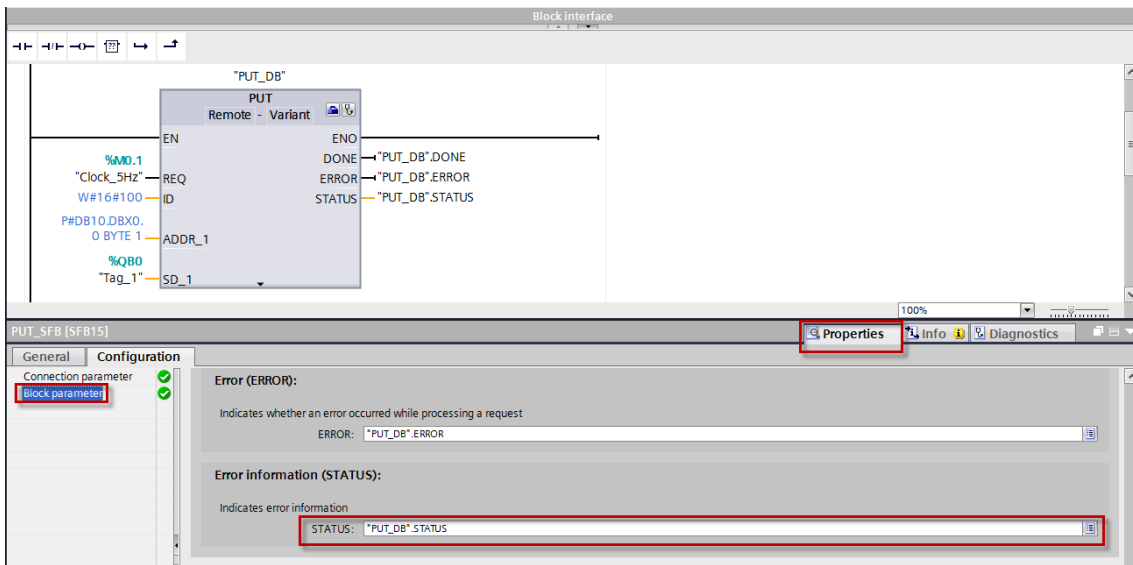 Block interface
??
"PUT_DB"
PUT
Remote - Variant
EN
ENO
%M0.1
"Clock_5Hz"
REQ
DONE
"PUT_DB".DONE
ERROR
"PUT_DB".ERROR
W#16#100
ID
STATUS
"PUT_DB".STATUS
P#DB10.DBX0.
0 BYTE 1
ADDR_1
%QB0
"Tag_1"
SD_1
100%
PUT_SFB [SFB15]
Properties
Info
Diagnostics
General
Configuration
Connection parameter
Block parameter
Error (ERROR):
Indicates whether an error occurred while processing a request
ERROR: "PUT_DB".ERROR
Error information (STATUS):
Indicates error information
STATUS: "PUT_DB".STATUS